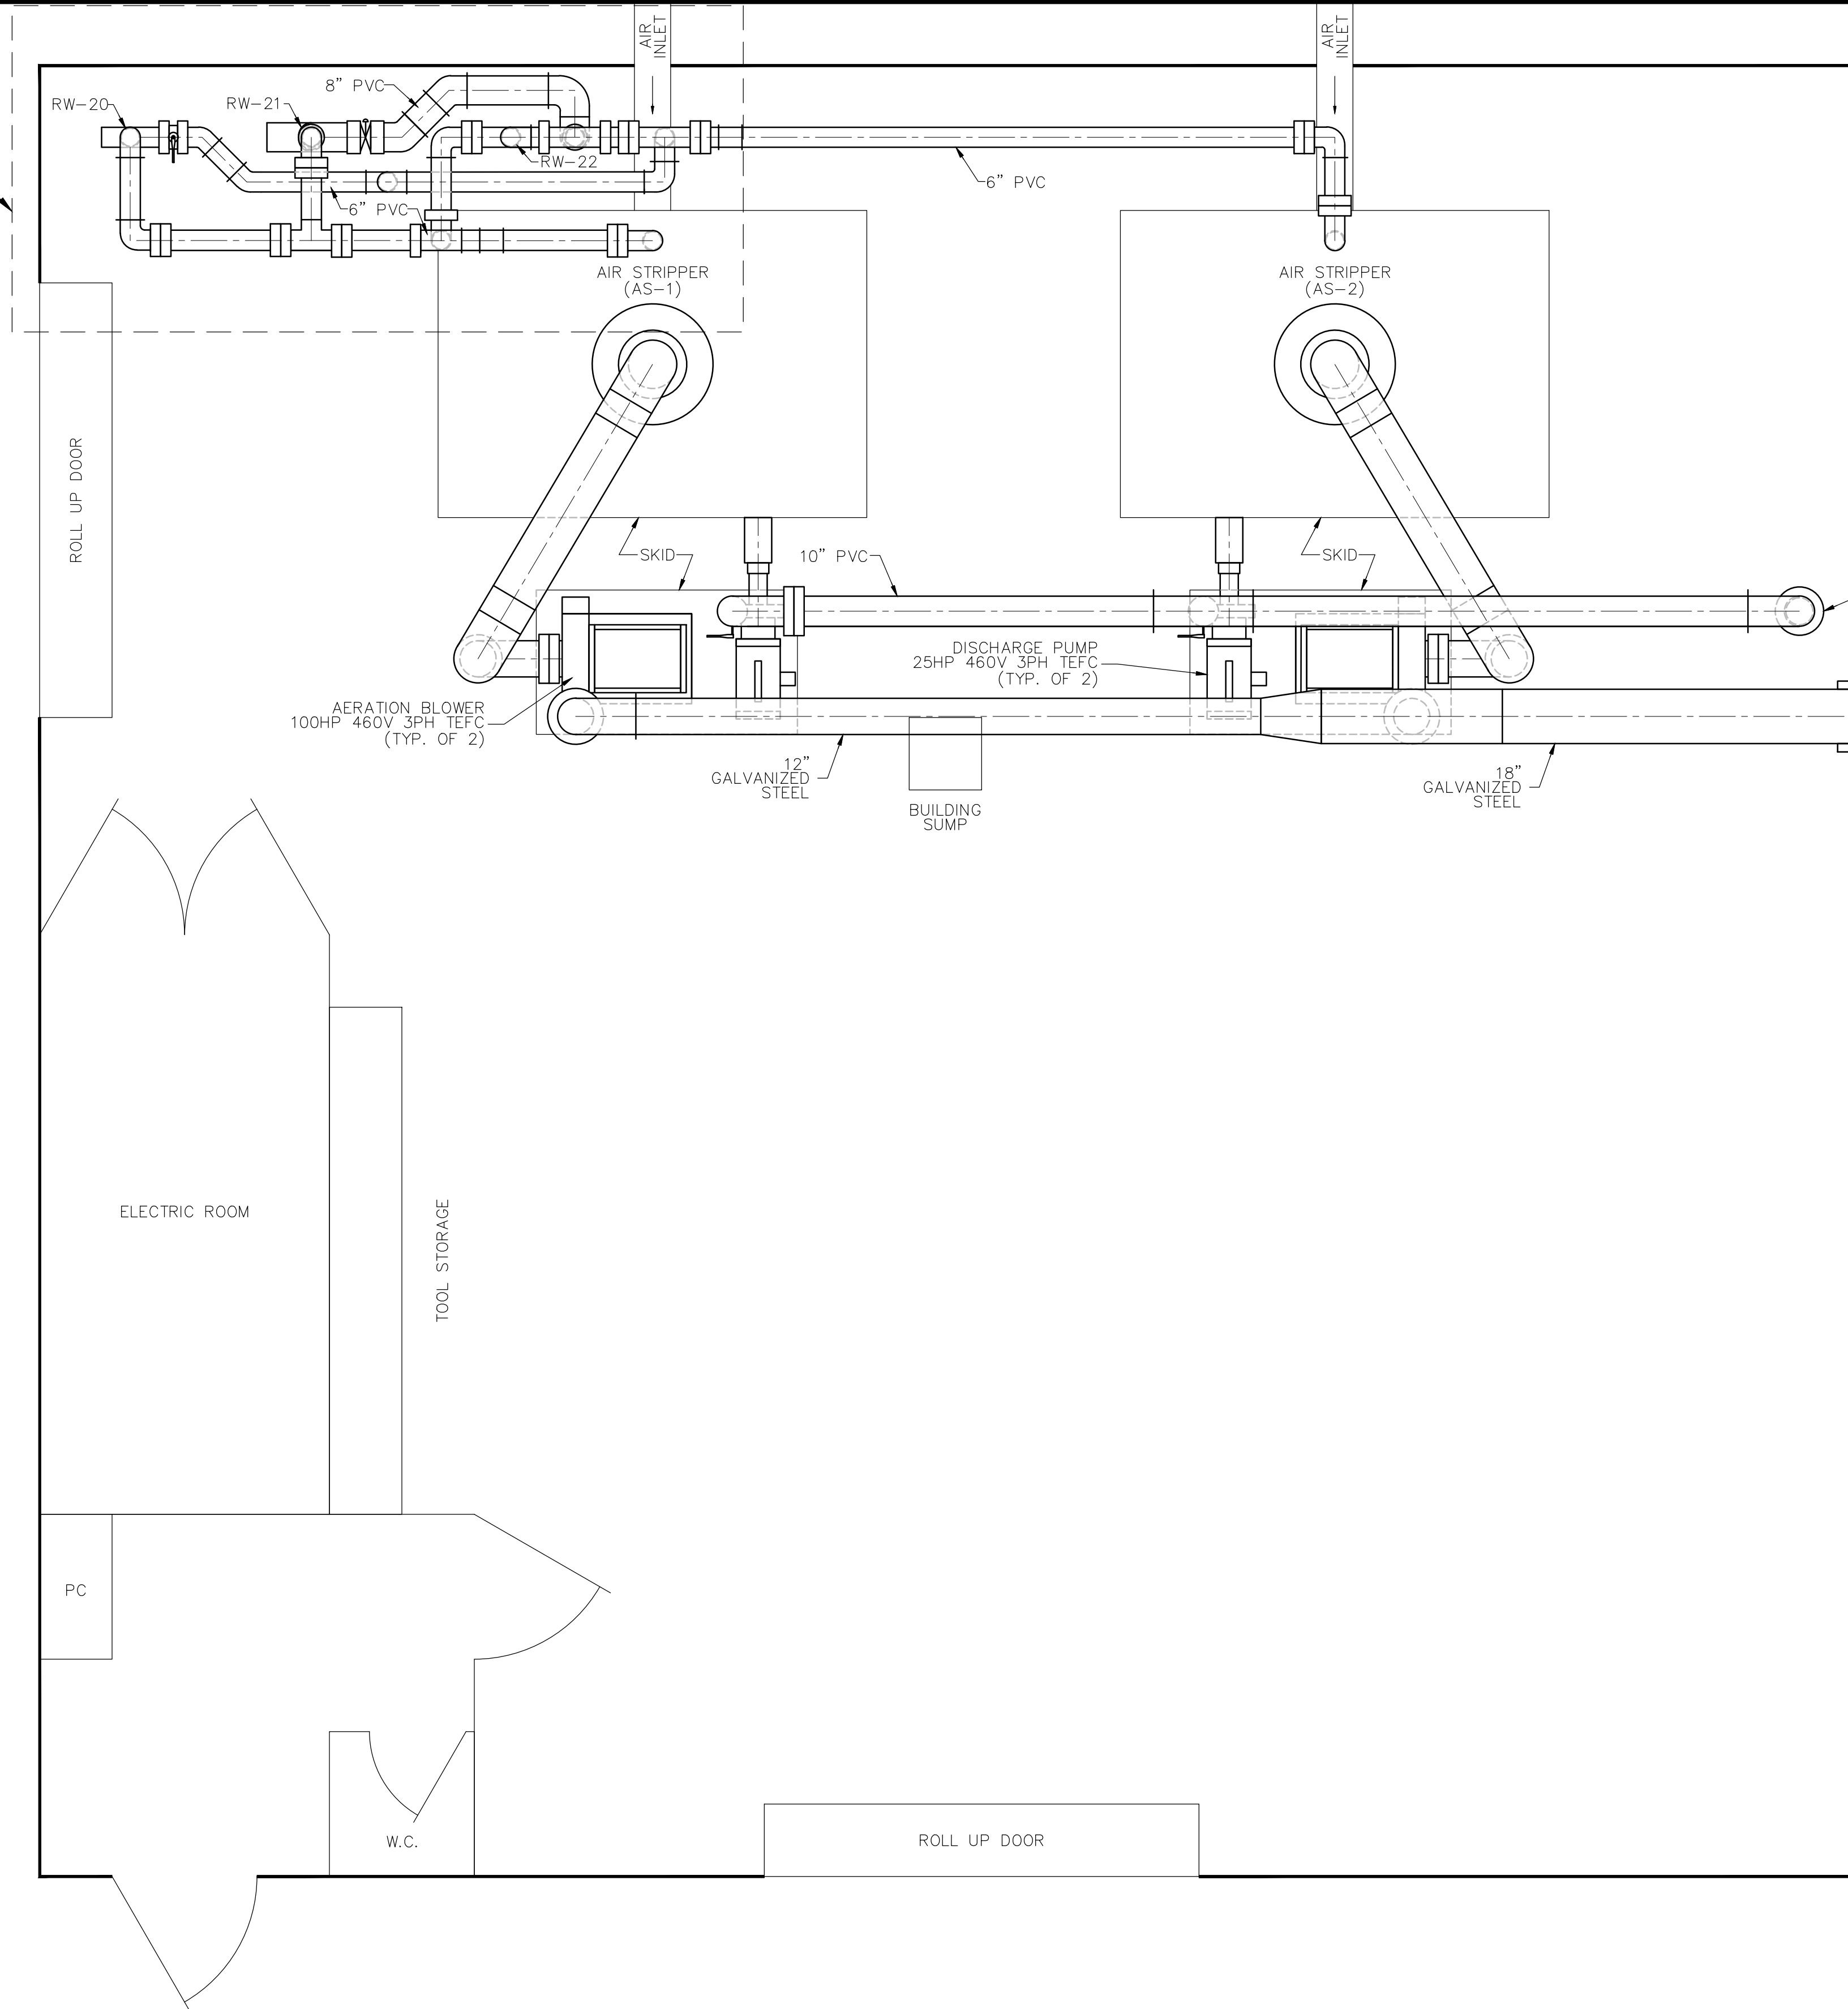 AIR
INLET
AIR
INLET
8" PVC
RW-20
RW-21
RW-22
6" PVC
6" PVC
AIR STRIPPER
(AS-1)
AIR STRIPPER
(AS-2)
ROLL UP DOOR
SKID
SKID
10" PVC
DISCHARGE PUMP
25HP 460V 3PH TEFC
(TYP. OF 2)
AERATION BLOWER
100HP 460V 3PH TEFC
(TYP. OF 2)
12"
GALVANIZED
STEEL
18"
GALVANIZED
STEEL
BUILDING
SUMP
ELECTRIC ROOM
TOOL STORAGE
PC
W.C.
ROLL UP DOOR